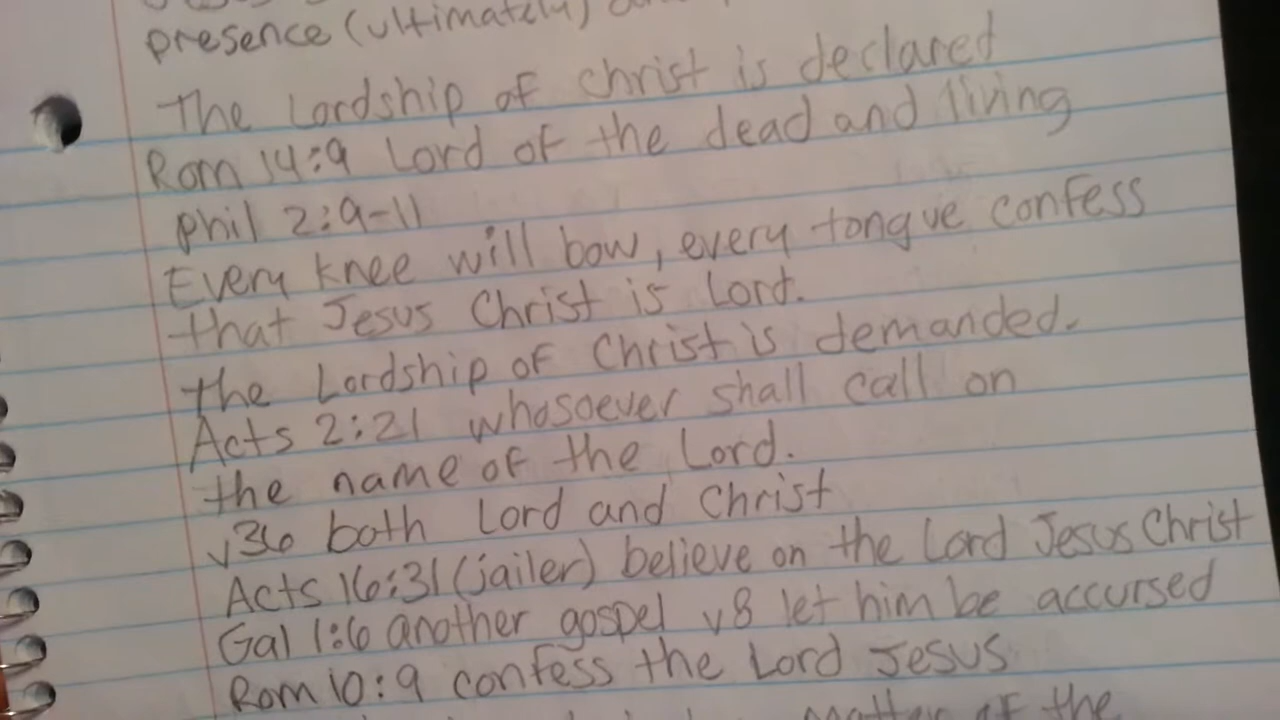 presence (ultimately)
The Lordship of Christ is declared
Rom 14:9 Lord of the dead and living
Phil 2:9-11
Every knee will bow, every tongue confess
that Jesus Christ is Lord.
the Lordship of Christ is demanded.
Acts 2:21 whosoever shall call on
the name of the Lord.
v36 both Lord and Christ
Acts 16:31 (jailer) believe on the Lord Jesus Christ
Gal 1:6 another gospel v8 let him be accursed
Rom 10:9 confess the Lord Jesus
matter of the